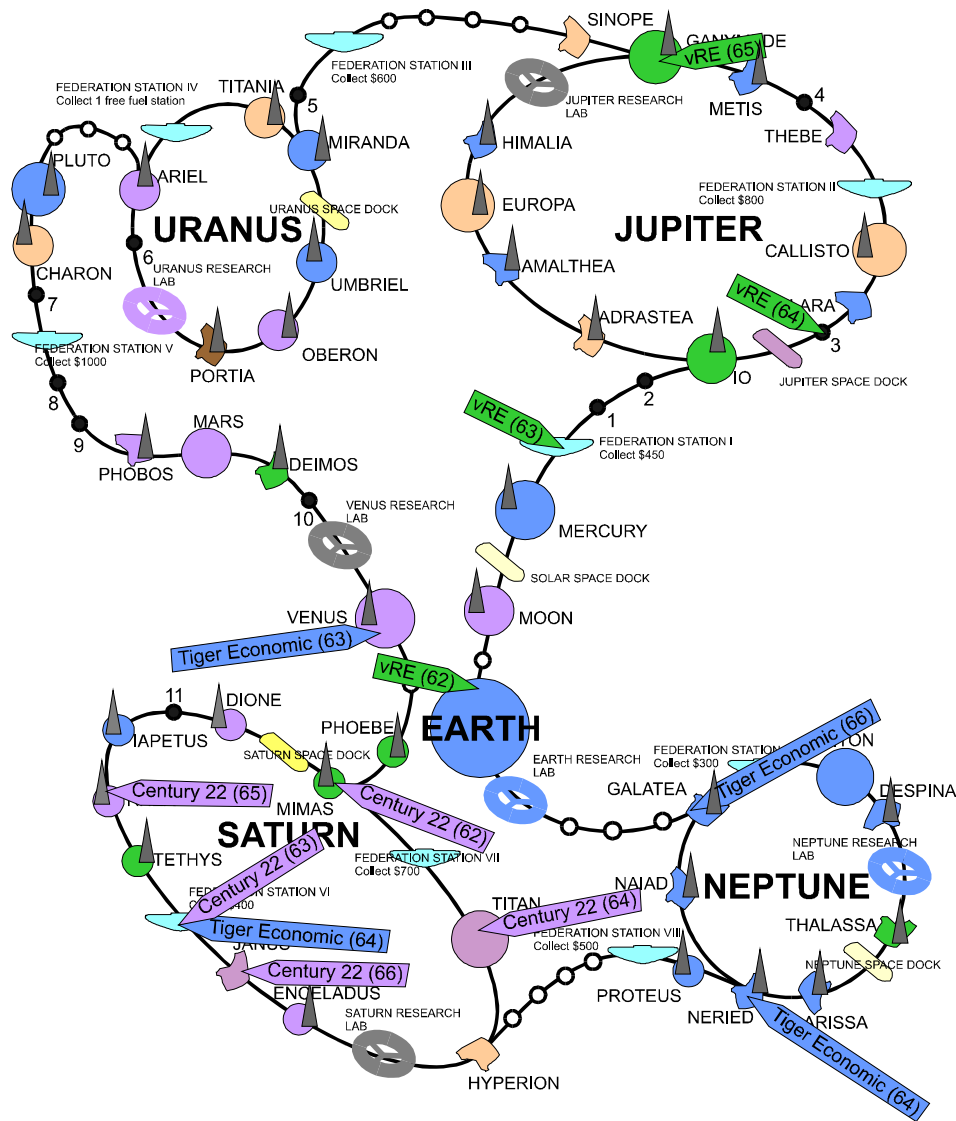 SINOPE
GANYMEDE
vRE (65)
FEDERATION STATION III
Collect $600
FEDERATION STATION IV
Collect 1 free fuel station
TITANIA
JUPITER RESEARCH
LAB
METIS
5
4
THEBE
MIRANDA
HIMALIA
PLUTO
ARIEL
FEDERATION STATION II
Collect $800
URANUS SPACE DOCK
EUROPA
URANUS
JUPITER
CALLISTO
6
CHARON
URANUS RESEARCH
LAB
UMBRIEL
AMALTHEA
7
vRE (64)
ADRASTEA
3
FEDERATION STATION V
Collect $1000
OBERON
JUPITER SPACE DOCK
PORTIA
IO
8
2
1
MARS
9
vRE (63)
FEDERATION STATION I
Collect $450
PHOBOS
DEIMOS
VENUS RESEARCH
LAB
10
MERCURY
SOLAR SPACE DOCK
VENUS
MOON
Tiger Economic (63)
vRE (62)
11
DIONE
PHOEBE
EARTH
IAPETUS
SATURN SPACE DOCK
EARTH RESEARCH
LAB
FEDERATION STATION
Collect $300
Tiger Economic (66)
GALATEA
DESPINA
Century 22 (65)
MIMAS
Century 22 (62)
SATURN
NEPTUNE RESEARCH
LAB
TETHYS
Century 22 (63)
FEDERATION STATION VII
Collect $700
NAIAD
NEPTUNE
TITAN
Century 22 (64)
THALASSA
Tiger Economic (64)
FEDERATION STATION VIII
Collect $500
JANUS
Century 22 (66)
NEPTUNE SPACE DOCK
ENCELADUS
PROTEUS
SATURN RESEARCH
LAB
NERIED
ARISSA
HYPERION
Tiger Economic (64)